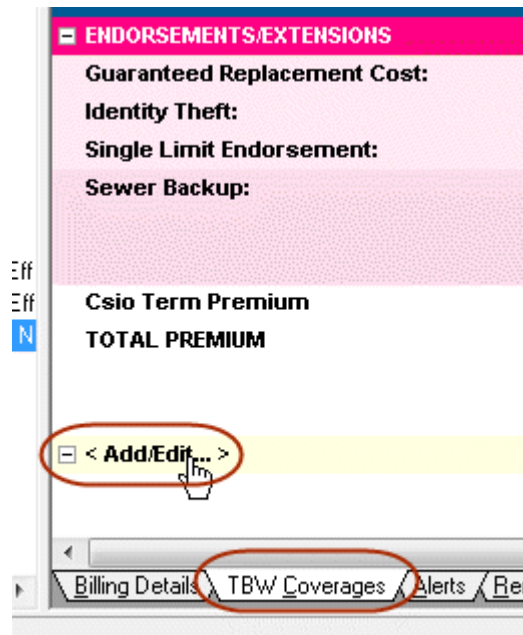 ENDORSEMENTS/EXTENSIONS
Guaranteed Replacement Cost:
Identity Theft:
Single Limit Endorsement:
Sewer Backup:
Eff
Eff Csio Term Premium
N TOTAL PREMIUM
< Add/Edit... >
Billing Details TBW Coverages Alerts Re